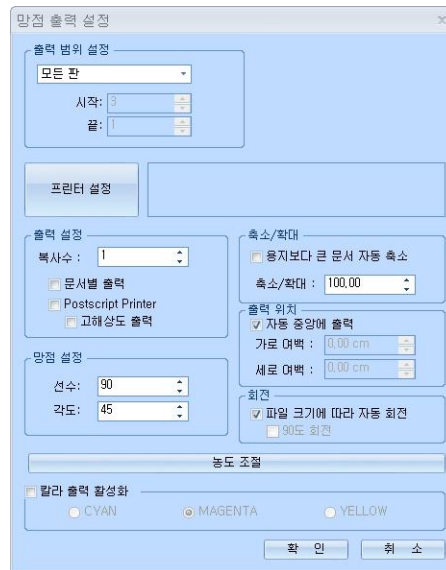 망점 출력 설정
출력 범위 설정
모든 판
시작: 3
끝: 1
프린터 설정
출력 설정
복사수 : 1
문서별 출력
Postscript Printer
고해상도 출력
축소/확대
용지보다 큰 문서 자동 축소
축소/확대 : 100,00
출력 위치
자동 중앙에 출력
가로 여백 : 0,00 cm
세로 여백 : 0,00 cm
망점 설정
선수: 90
각도: 45
회전
파일 크기에 따라 자동 회전
90도 회전
농도 조절
칼라 출력 활성화
CYAN MAGENTA YELLOW
확 인 취 소